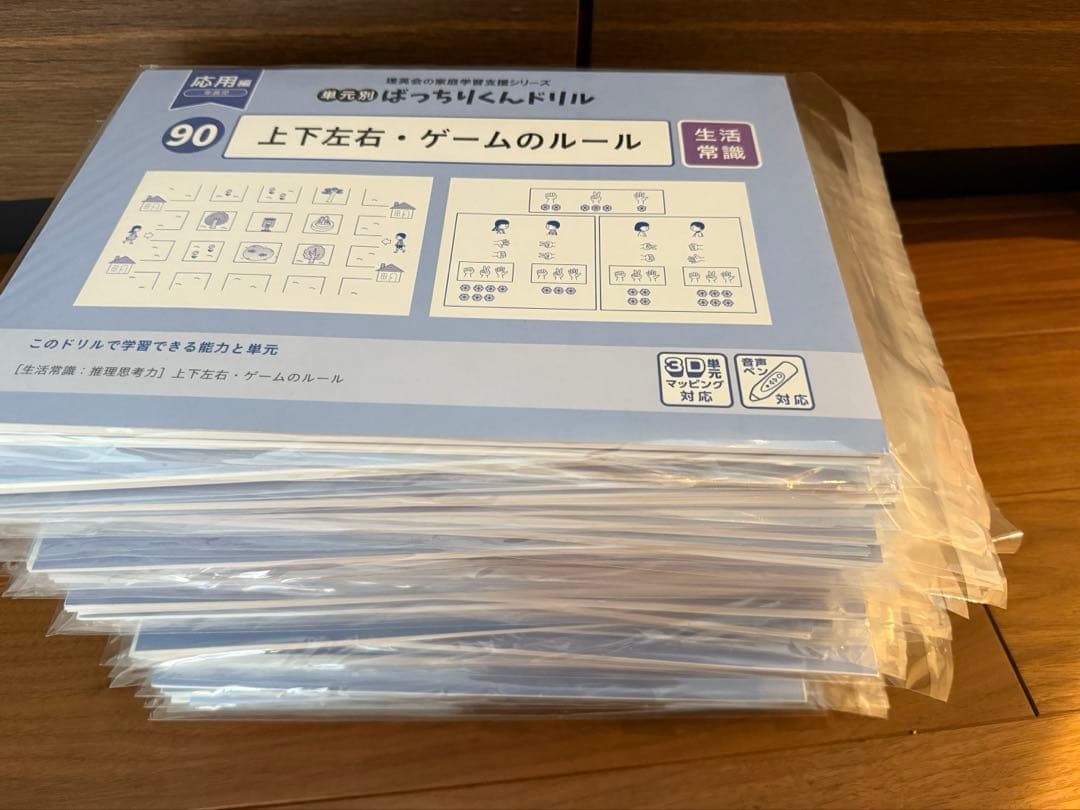 応用編
年長児
理英会の家庭学習支援シリーズ
単元別 ばっちりくんドリル
90
上下左右・ゲームのルール
生活
常識
このドリルで学習できる能力と単元
[生活常識:推理思考力] 上下左右・ゲームのルール
3D単元
マッピング
対応
音声
ペン
対応